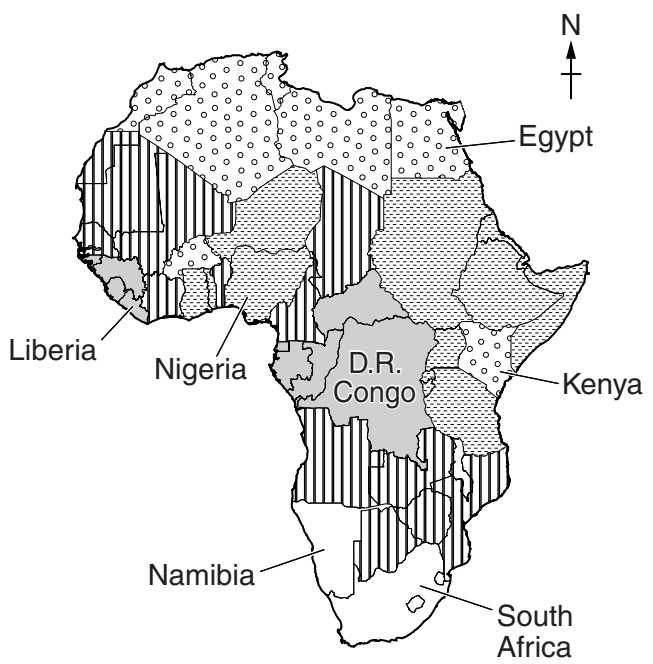 N
Egypt
Liberia
Nigeria
D.R.
Congo
Kenya
Namibia
South
Africa